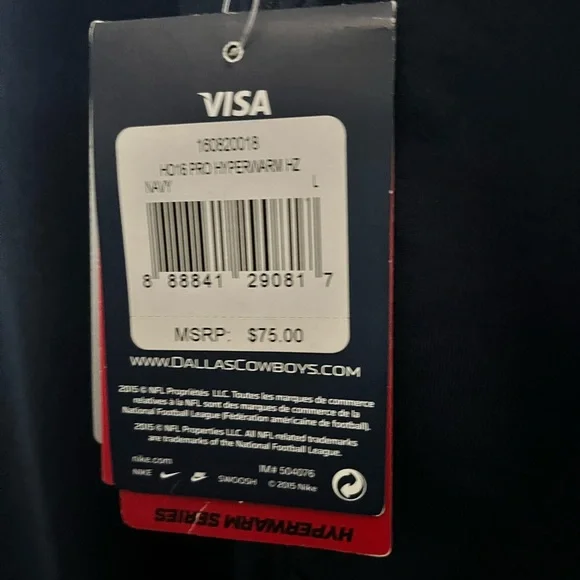 VISA
160820018
HO16 PRO HYPERWARM HZ
NAVY L
8 88841 29081 7
MSRP: $75.00
WWW.DALLASCOWBOYS.COM
2015 © NFL Propriétés LLC. Toutes les marques de commerce
relatives à la NFL sont des marques de commerce de la
National Football League (Fédération américaine de football).
2015 © NFL Properties LLC. All NFL related trademarks
are trademarks of the National Football League.
nike.com IM# 504076
NIKE SWOOSH © 2015 Nike
HYPERWARM SERIES